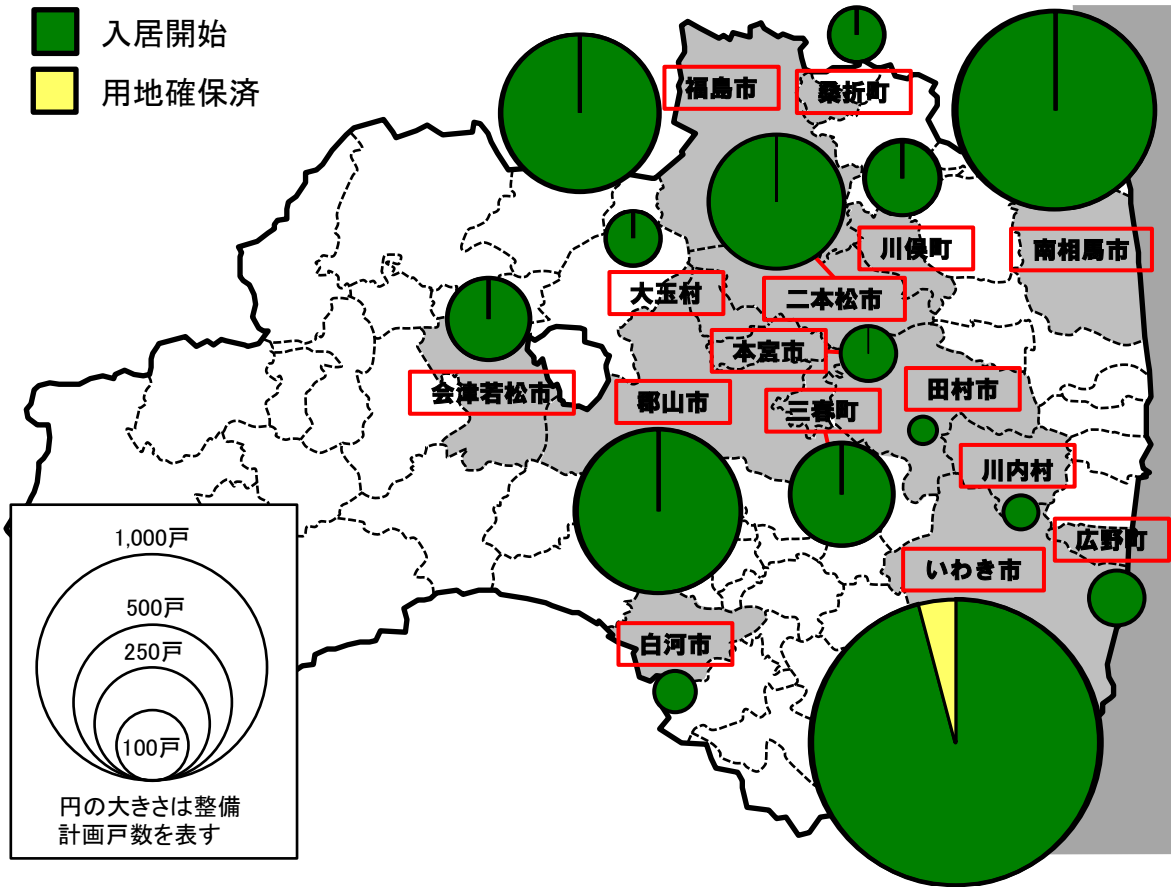 入居開始
用地確保済
福島市
桑折町
川俣町
南相馬市
大玉村
二本松市
本宮市
会津若松市
郡山市
三春町
田村市
川内村
広野町
いわき市
白河市
1,000戸
500戸
250戸
100戸
円の大きさは整備
計画戸数を表す